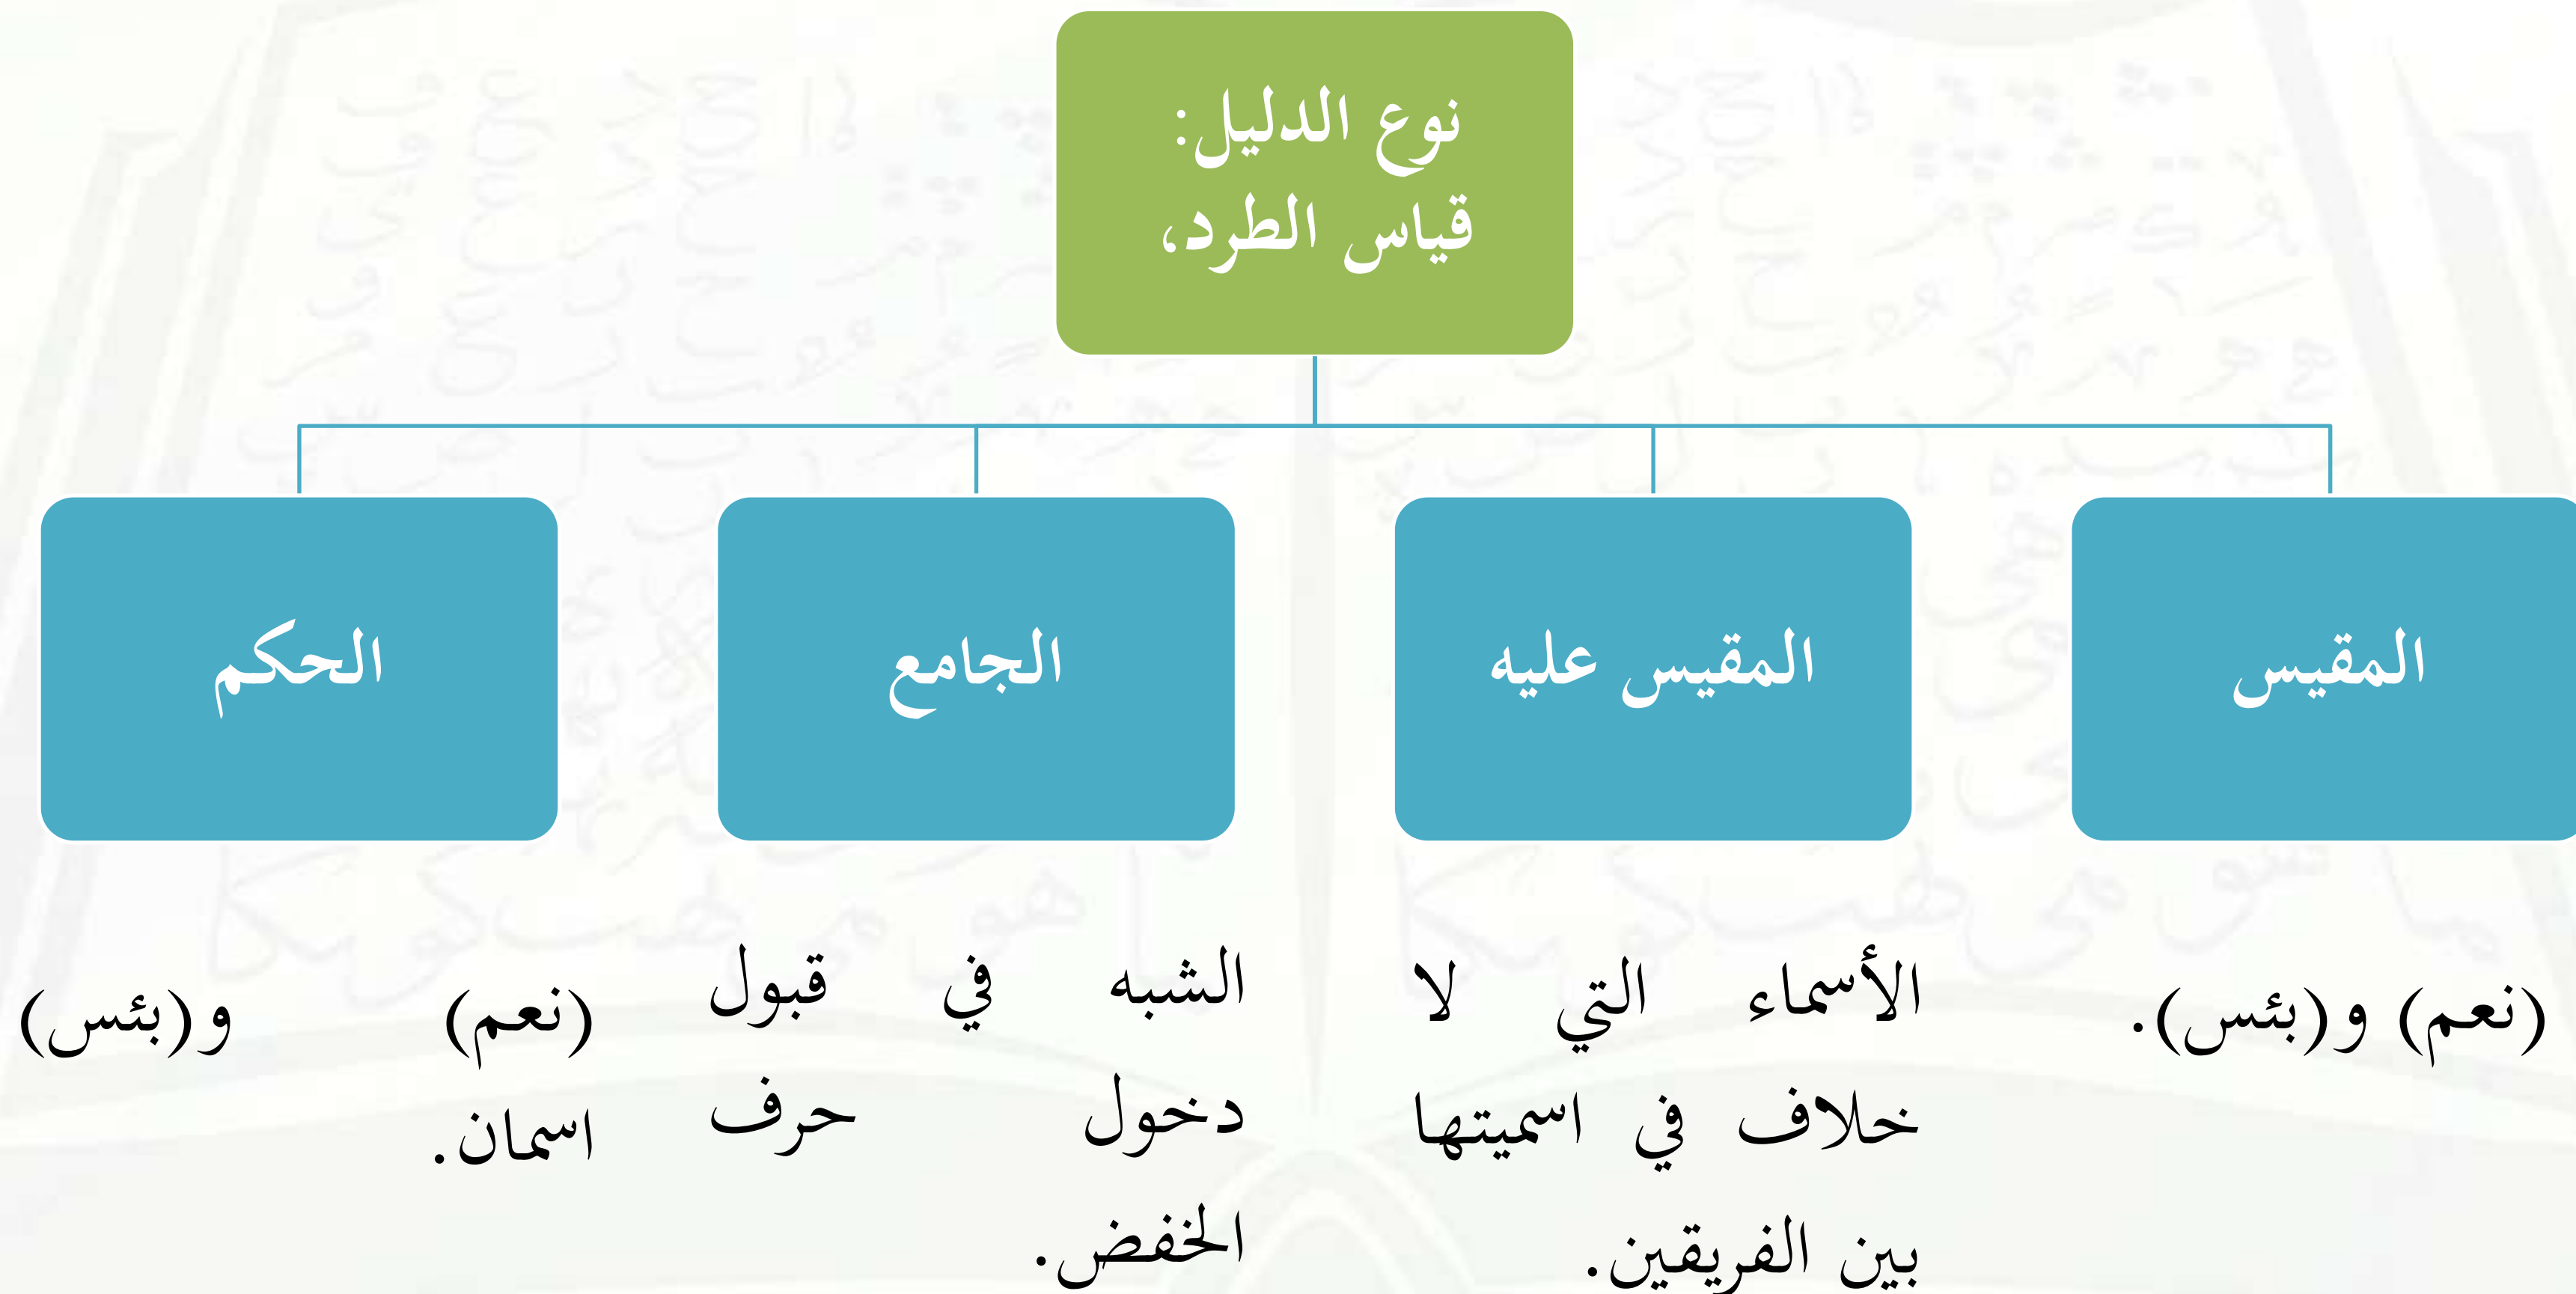 نوع الدليل:
قياس الطرد،
المقيس
المقيس عليه
الجامع
الحكم
(نعم) و(بئس).
الأسماء التي لا
خلاف في اسميتها
بين الفريقين.
الشبه في قبول
دخول حرف
الخفض.
(نعم) و(بئس)
اسمان.